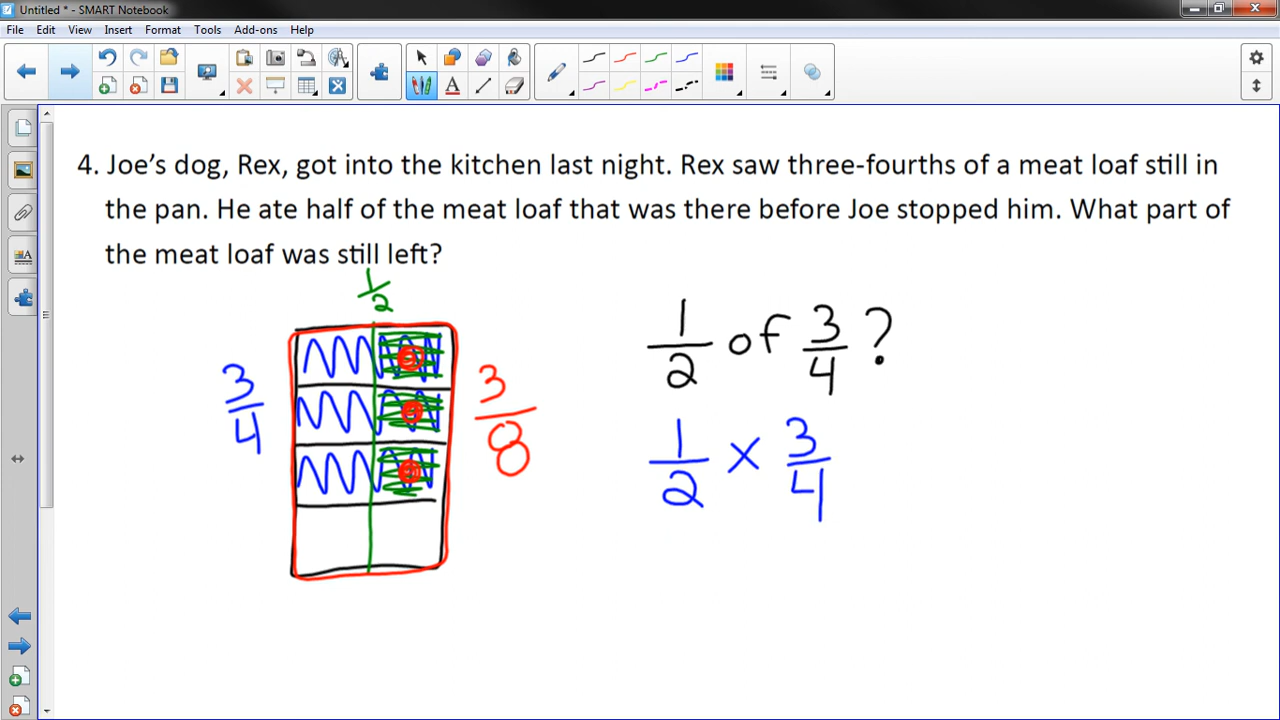 Untitled * - SMART Notebook
File Edit View Insert Format Tools Add-ons Help
4. Joe’s dog, Rex, got into the kitchen last night. Rex saw three-fourths of a meat loaf still in
the pan. He ate half of the meat loaf that was there before Joe stopped him. What part of
the meat loaf was still left?
1/2
3/4
3/8
1/2 of 3/4 ?
1/2 × 3/4